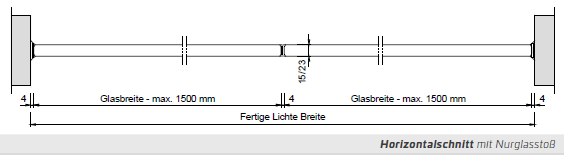 15/23
4 Glasbreite - max. 1500 mm 4 Glasbreite - max. 1500 mm 4
Fertige Lichte Breite
Horizontalschnitt mit Nurglasstoß